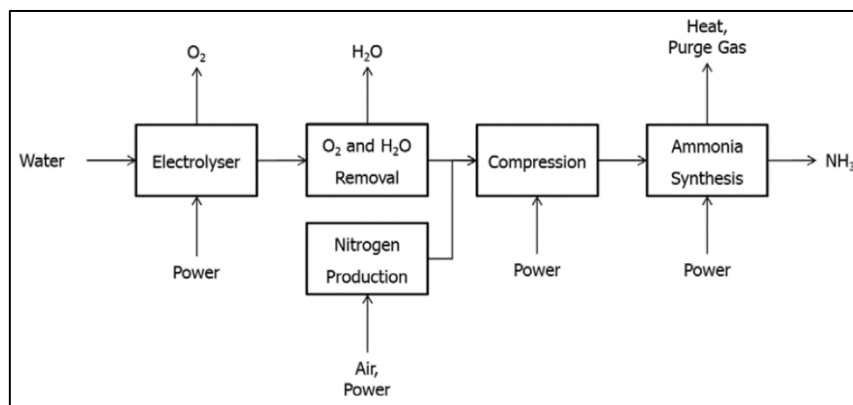 O₂
H₂O
Heat,
Purge Gas
Water
Electrolyser
O₂ and H₂O
Removal
Compression
Ammonia
Synthesis
NH₃
Power
Nitrogen
Production
Power
Power
Air,
Power